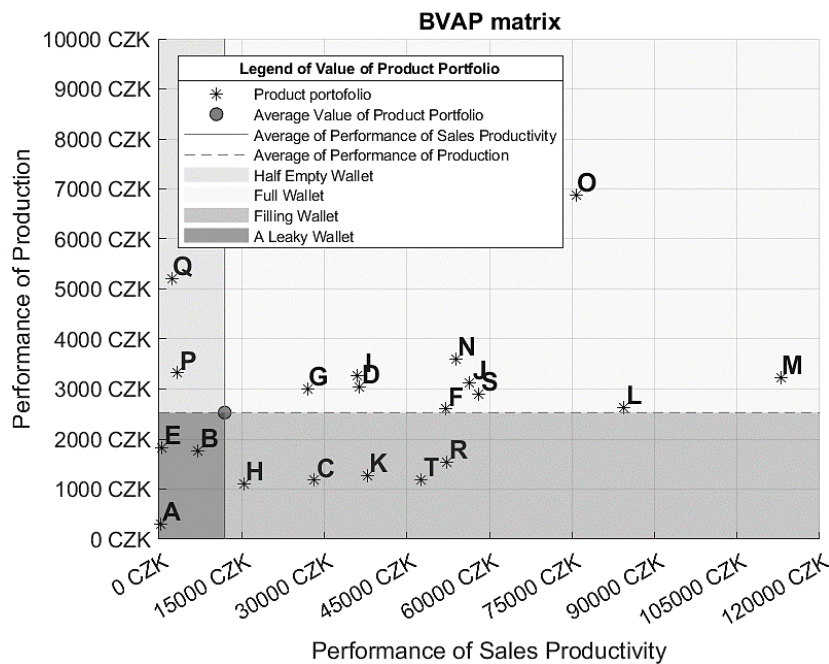 BVAP matrix
10000 CZK
9000 CZK
8000 CZK
7000 CZK
6000 CZK
5000 CZK
4000 CZK
3000 CZK
2000 CZK
1000 CZK
0 CZK
Performance of Production
Legend of Value of Product Portfolio
Product portofolio
Average Value of Product Portfolio
Average of Performance of Sales Productivity
Average of Performance of Production
Half Empty Wallet
Full Wallet
Filling Wallet
A Leaky Wallet
O
Q
P
N
I
J
M
G
D
S
F
L
E
B
R
H
C
K
T
A
0 CZK
15000 CZK
30000 CZK
45000 CZK
60000 CZK
75000 CZK
90000 CZK
105000 CZK
120000 CZK
Performance of Sales Productivity